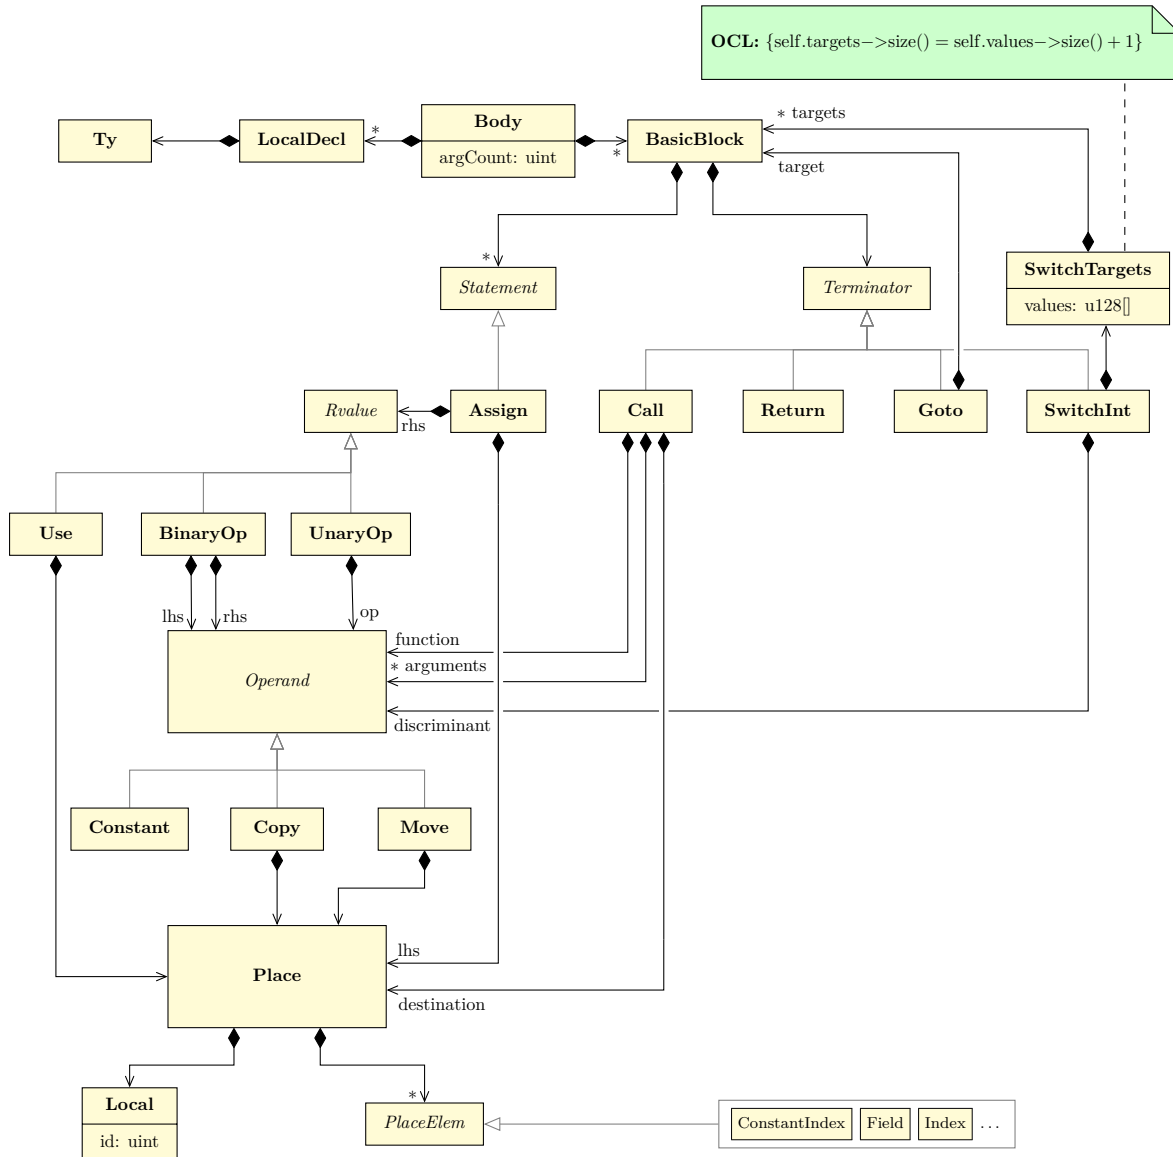 OCL: {self.targets−>size() = self.values−>size() + 1}
Ty
LocalDecl
*
Body
argCount: uint
*
BasicBlock
* targets
target
SwitchTargets
values: u128[]
*
Statement
Terminator
Rvalue
rhs
Assign
Call
Return
Goto
SwitchInt
Use
BinaryOp
UnaryOp
lhs
rhs
op
Operand
function
* arguments
discriminant
Constant
Copy
Move
Place
lhs
destination
Local
id: uint
*
PlaceElem
ConstantIndex
Field
Index
...